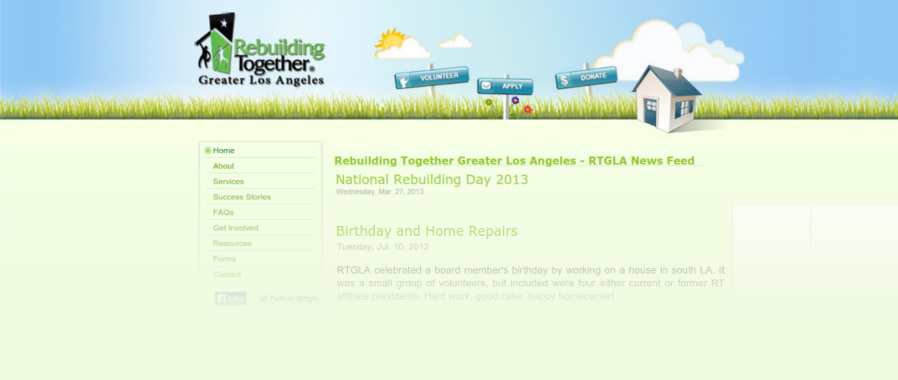 Rebuilding
Together®
Greater Los Angeles
VOLUNTEER
APPLY
$ DONATE
Home
About
Services
Success Stories
FAQs
Get Involved
Resources
Forms
Contact
Like
Follow @rtgla
Rebuilding Together Greater Los Angeles - RTGLA News Feed
National Rebuilding Day 2013
Wednesday, Mar. 27, 2013
Birthday and Home Repairs
Tuesday, Jul. 10, 2012
RTGLA celebrated a board member's birthday by working on a house in south LA. It
was a small group of volunteers, but included were four either current or former RT
affiliate presidents. Hard work, good cake, happy homeowner!